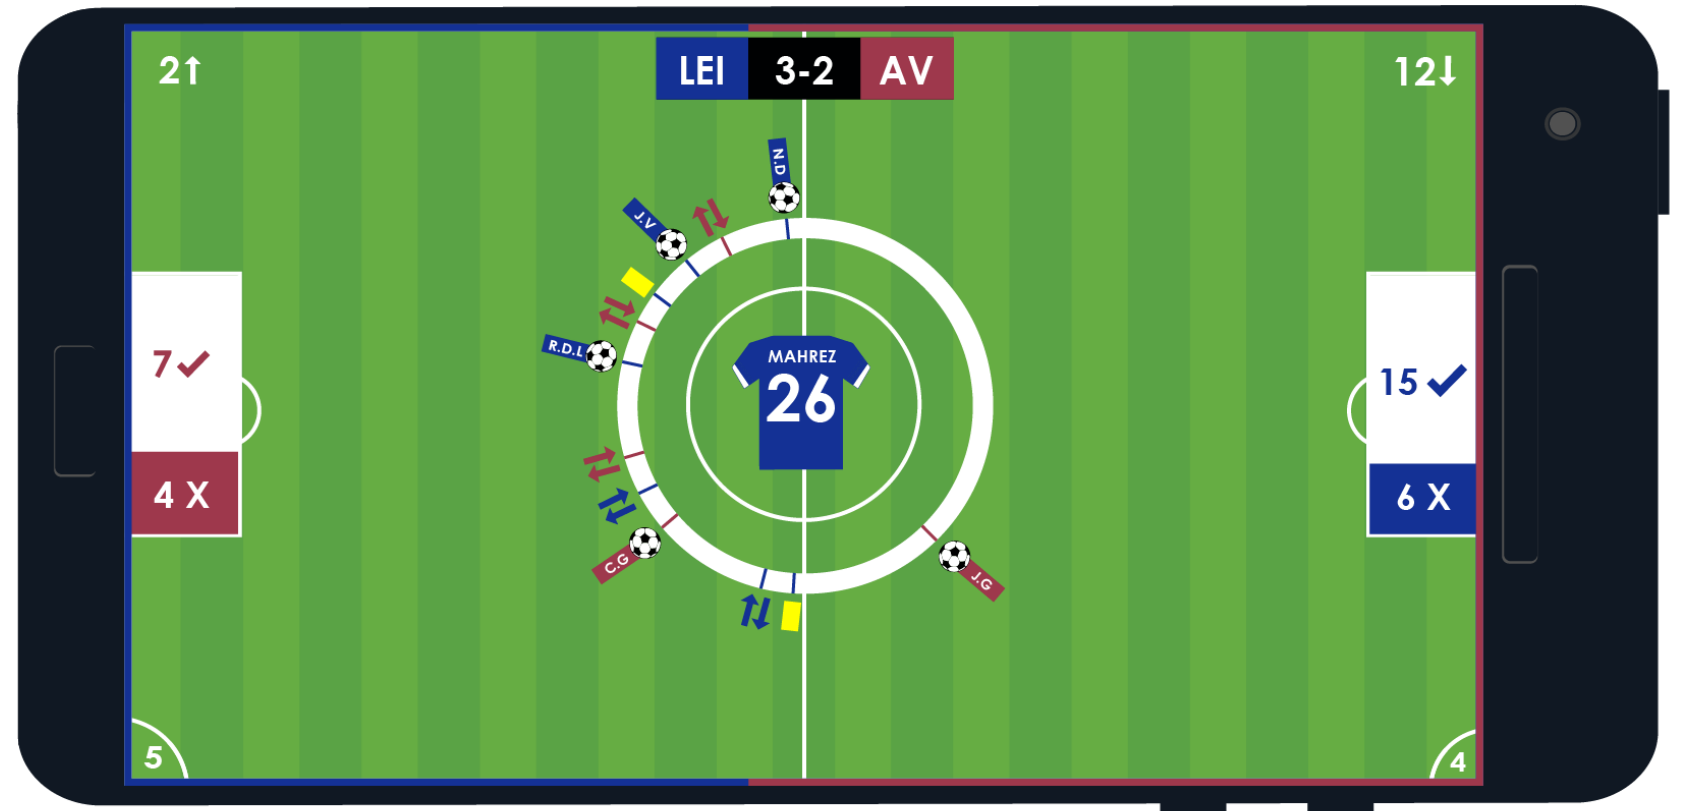 2↑
LEI 3-2 AV
12↓
N.D
J.V
R.D.L
MAHREZ
26
7✓
4 X
15✓
6 X
C.G
J.G
5
4